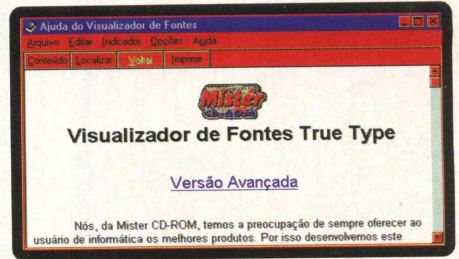 Ajuda do Visualizador de Fontes
Arquivo Editar Indicador Opções Ajuda
Conteúdo Localizar Voltar Imprimir
Mister
CD-ROM
Visualizador de Fontes True Type
Versão Avançada
Nós, da Mister CD-ROM, temos a preocupação de sempre oferecer ao
usuário de informática os melhores produtos. Por isso desenvolvemos este